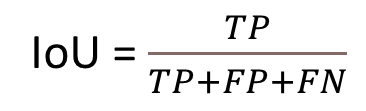 IoU = TP / TP+FP+FN